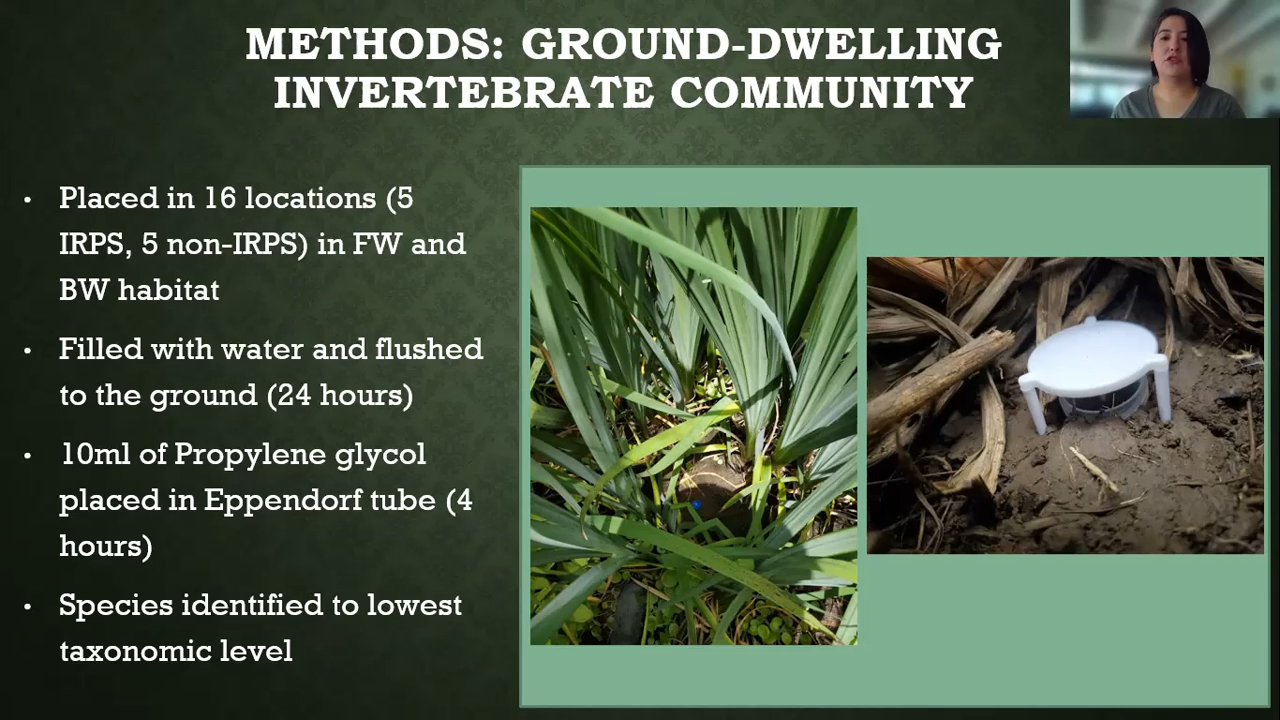 METHODS: GROUND-DWELLING
INVERTEBRATE COMMUNITY
• Placed in 16 locations (5
IRPS, 5 non-IRPS) in FW and
BW habitat
• Filled with water and flushed
to the ground (24 hours)
• 10ml of Propylene glycol
placed in Eppendorf tube (4
hours)
• Species identified to lowest
taxonomic level